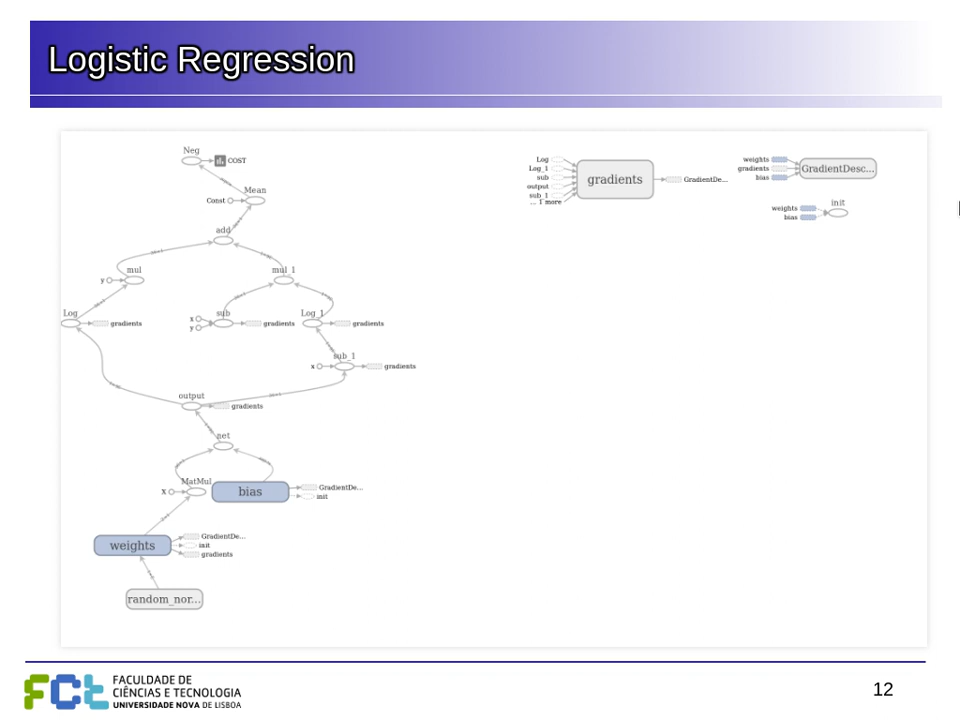 Logistic Regression
Neg
COST
Mean
Const
add
mul
y
mul_1
Log
gradients
sub
x
y
gradients
Log_1
gradients
sub_1
x
gradients
output
gradients
net
MatMul
X
bias
GradientDe...
init
weights
GradientDe...
init
gradients
random_nor...
Log
Log_1
sub
output
sub_1
... 1 more
gradients
GradientDe...
weights
gradients
bias
GradientDesc...
init
weights
bias
FACULDADE DE
CIÊNCIAS E TECNOLOGIA
UNIVERSIDADE NOVA DE LISBOA
12